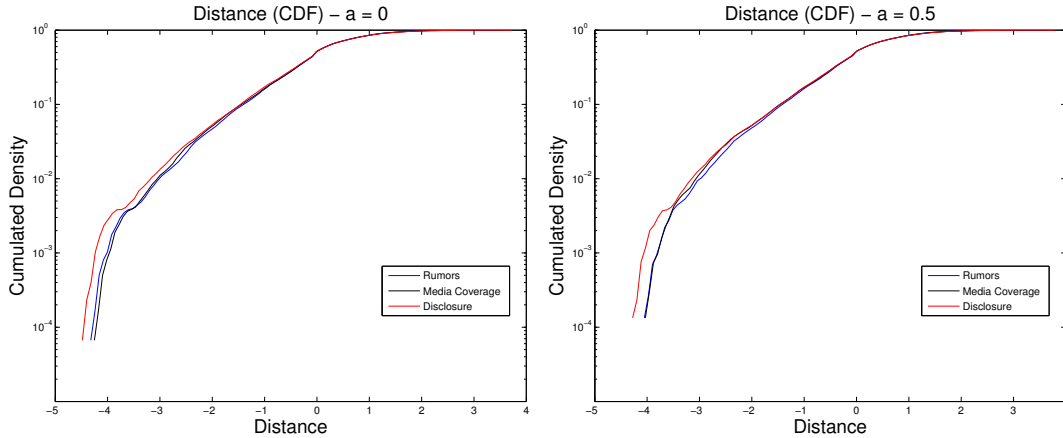 Distance (CDF) − a = 0
10⁰
10⁻¹
10⁻²
10⁻³
10⁻⁴
Cumulated Density
Rumors
Media Coverage
Disclosure
−5 −4 −3 −2 −1 0 1 2 3 4
Distance
Distance (CDF) − a = 0.5
10⁰
10⁻¹
10⁻²
10⁻³
10⁻⁴
Cumulated Density
Rumors
Media Coverage
Disclosure
−5 −4 −3 −2 −1 0 1 2 3
Distance